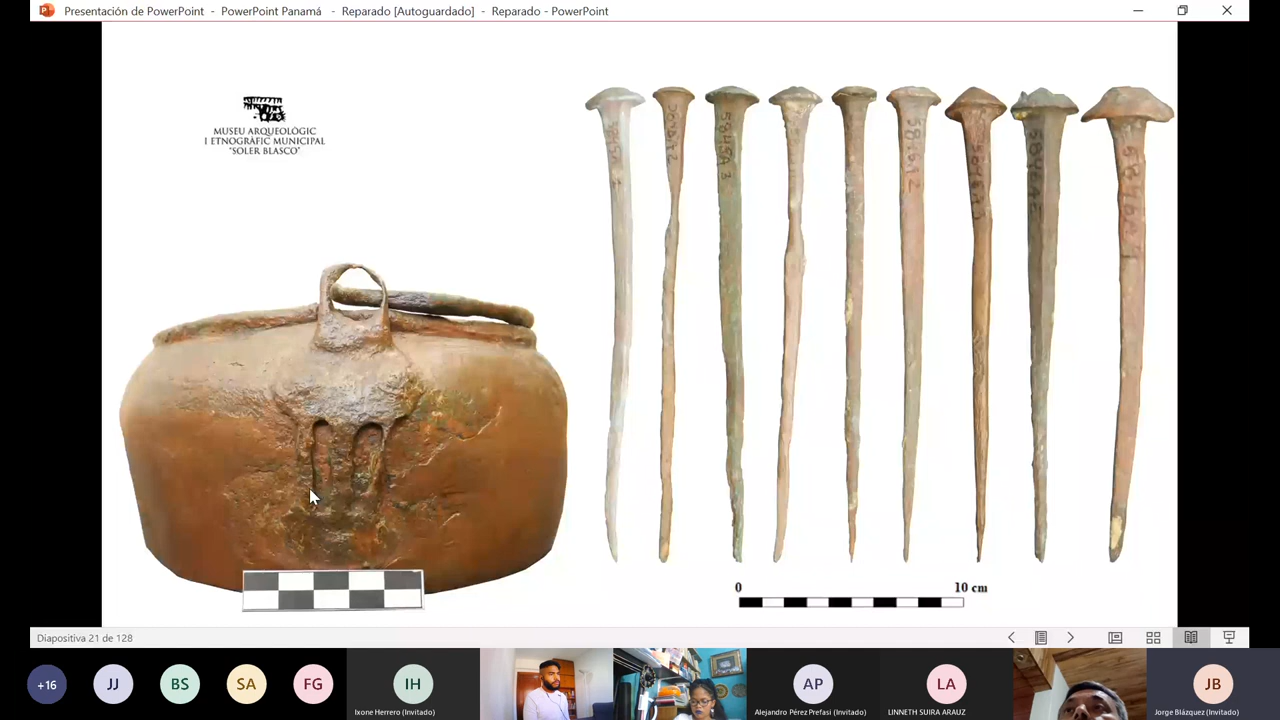 Presentación de PowerPoint - PowerPoint Panamá - Reparado [Autoguardado] - Reparado - PowerPoint
MUSEU ARQUEOLÒGIC
I ETNOGRÀFIC MUNICIPAL
"SOLER BLASCO"
0 10 cm
Diapositiva 21 de 128
+16 JJ BS SA FG IH AP LA JB
Ixone Herrero (Invitado) Alejandro Pérez Prefasi (Invitado) LINNETH SUIRA ARAUZ Jorge Blázquez (Invitado)